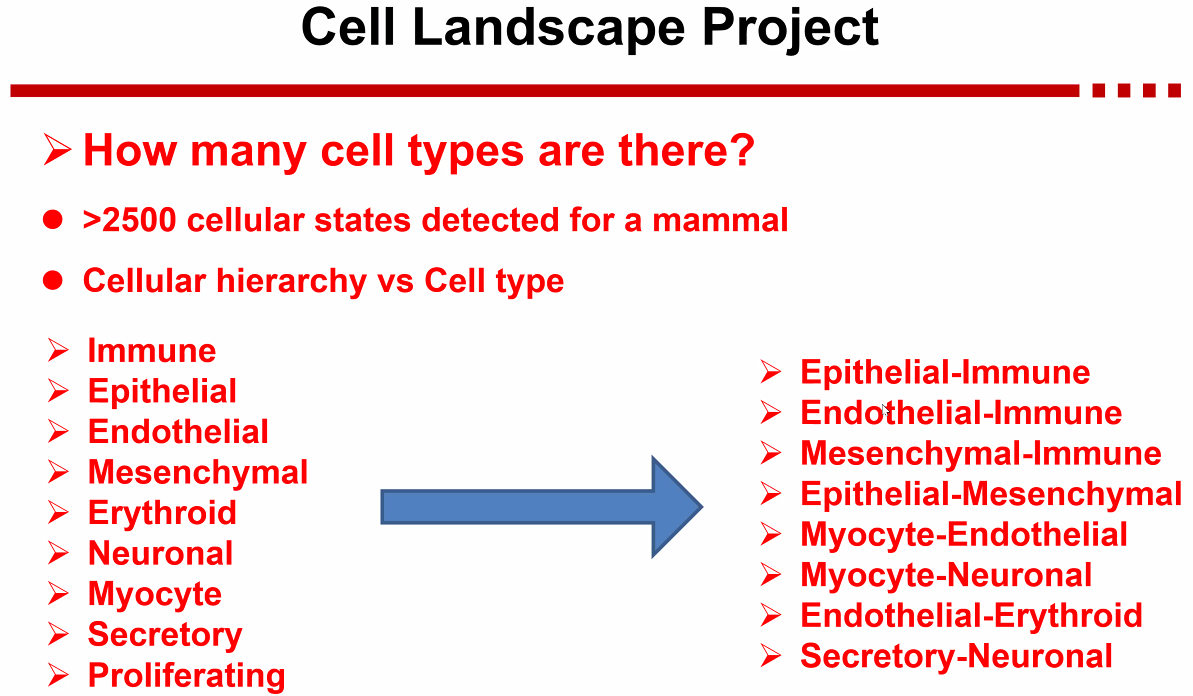 Cell Landscape Project
How many cell types are there?
>2500 cellular states detected for a mammal
Cellular hierarchy vs Cell type
Immune
Epithelial
Endothelial
Mesenchymal
Erythroid
Neuronal
Myocyte
Secretory
Proliferating
Epithelial-Immune
Endothelial-Immune
Mesenchymal-Immune
Epithelial-Mesenchymal
Myocyte-Endothelial
Myocyte-Neuronal
Endothelial-Erythroid
Secretory-Neuronal